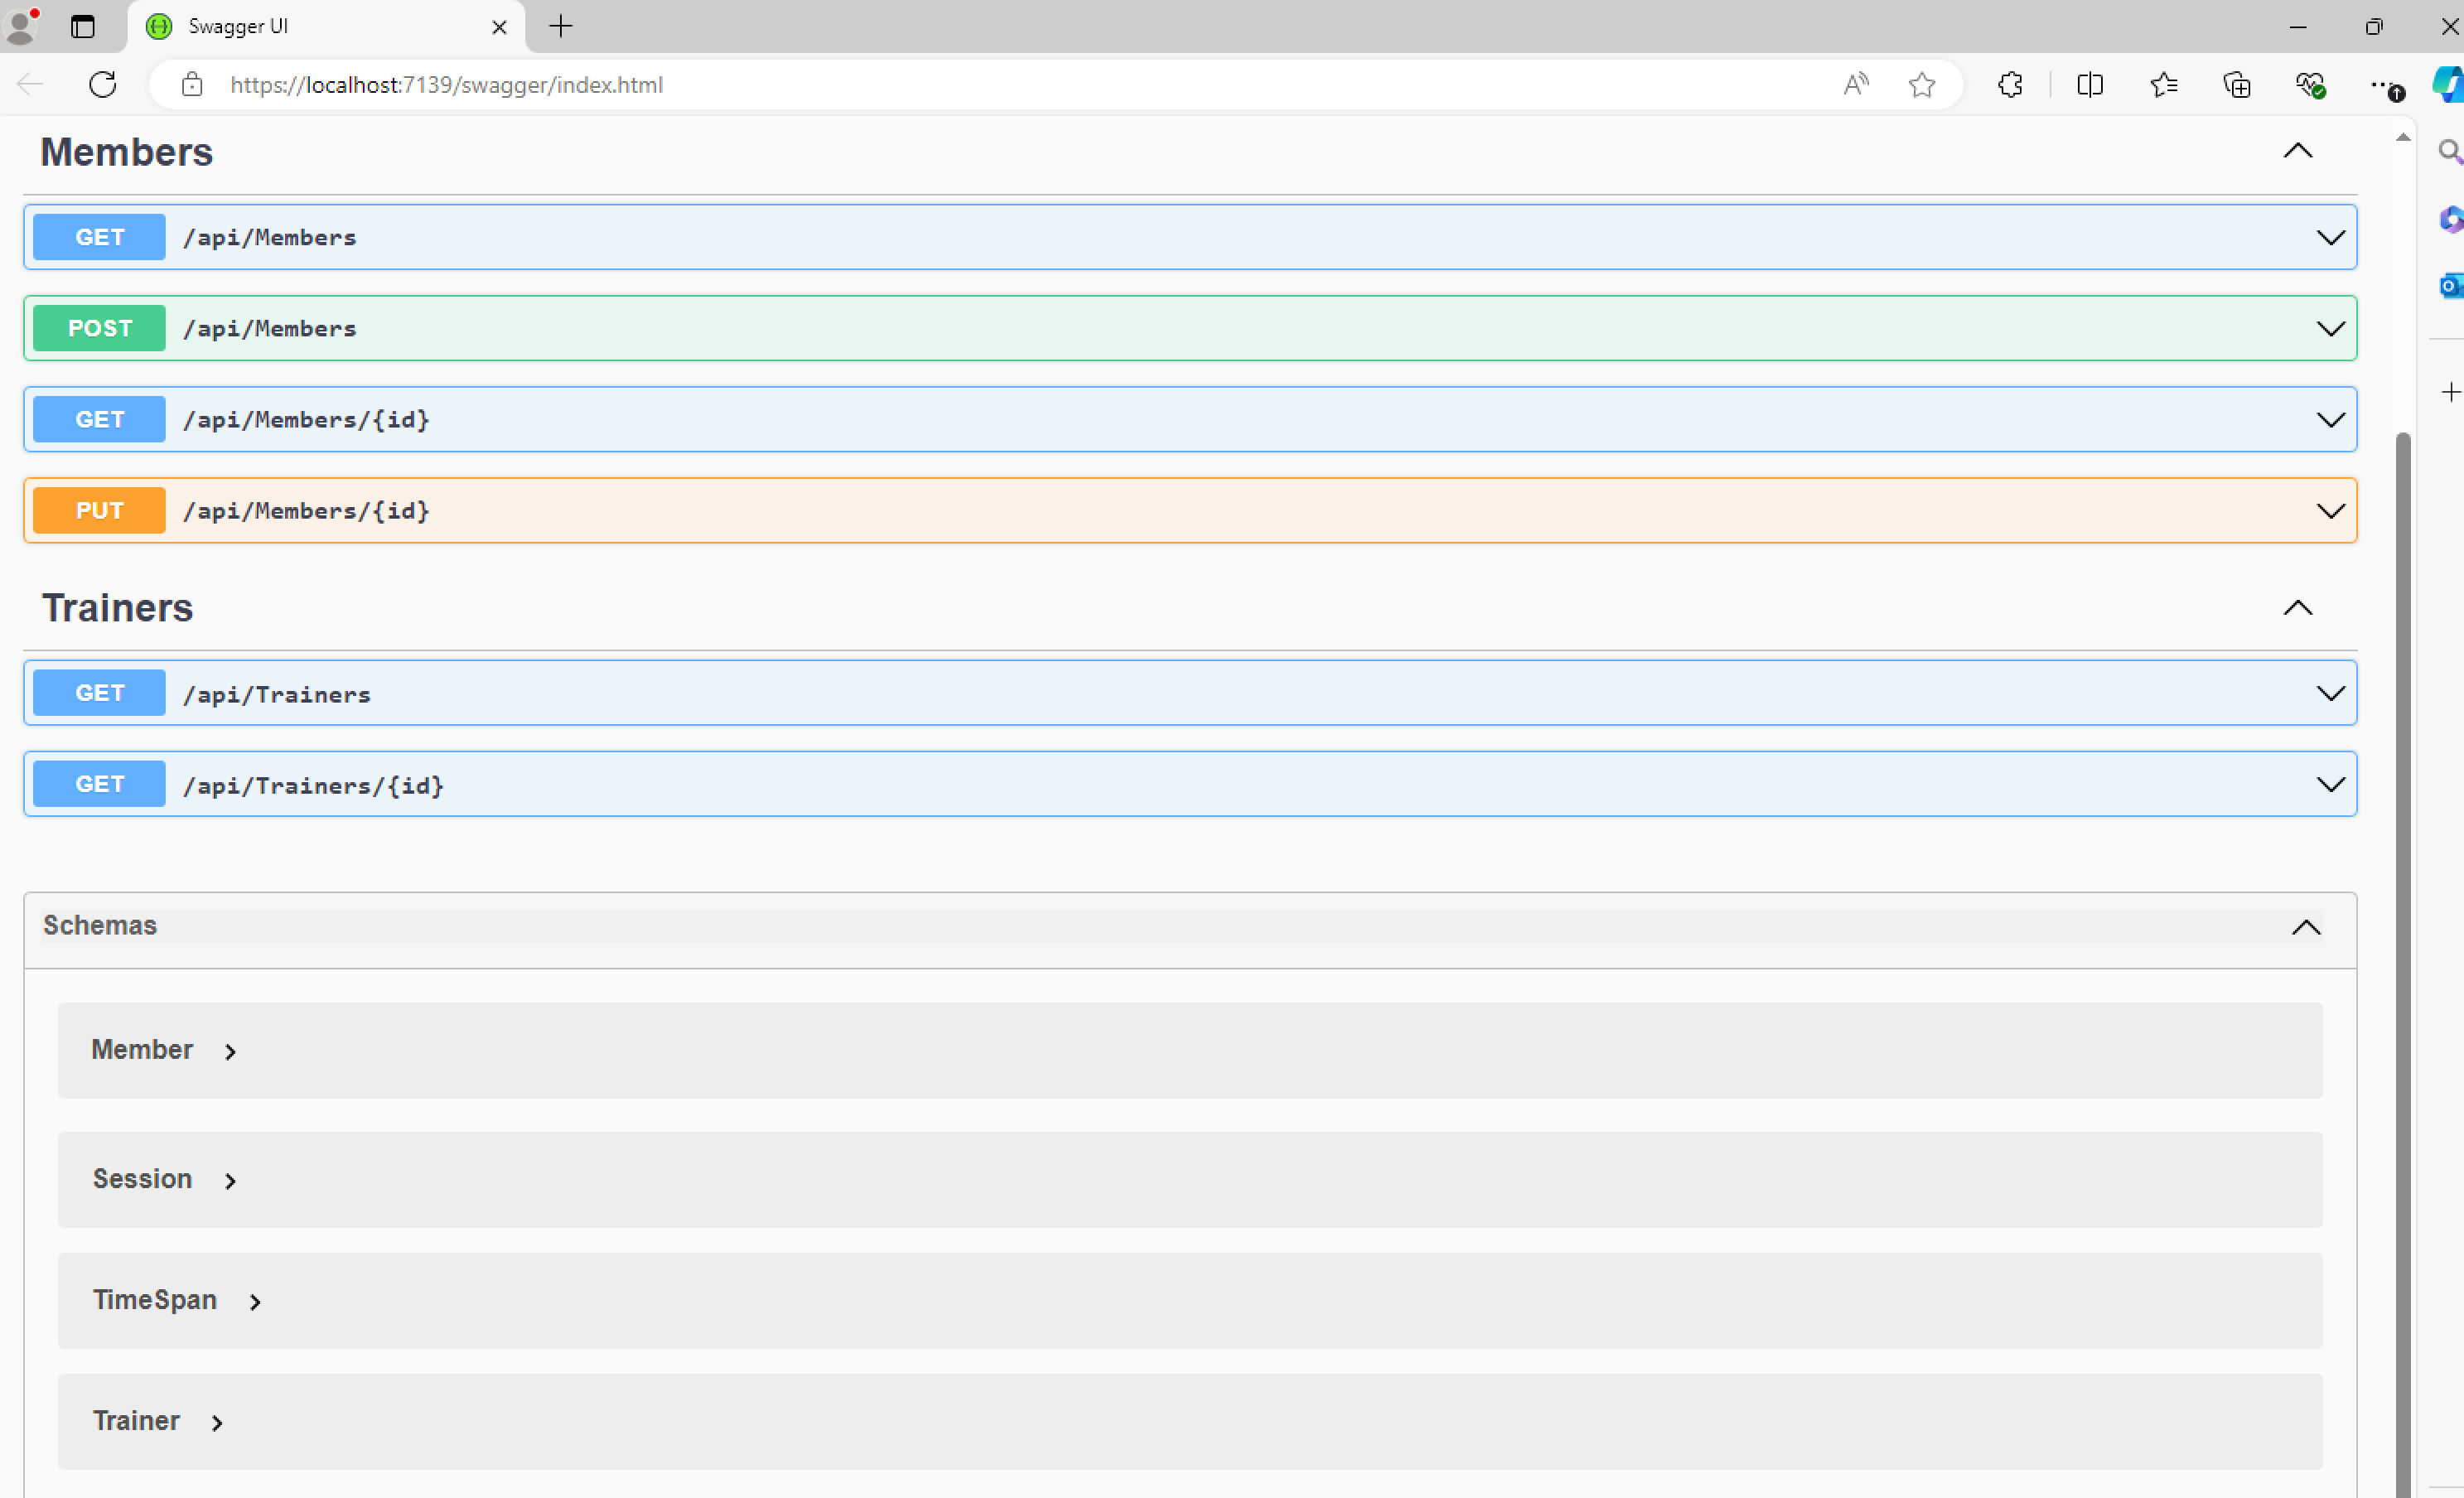 Swagger UI
https://localhost:7139/swagger/index.html
Members
GET /api/Members
POST /api/Members
GET /api/Members/{id}
PUT /api/Members/{id}
Trainers
GET /api/Trainers
GET /api/Trainers/{id}
Schemas
Member
Session
TimeSpan
Trainer